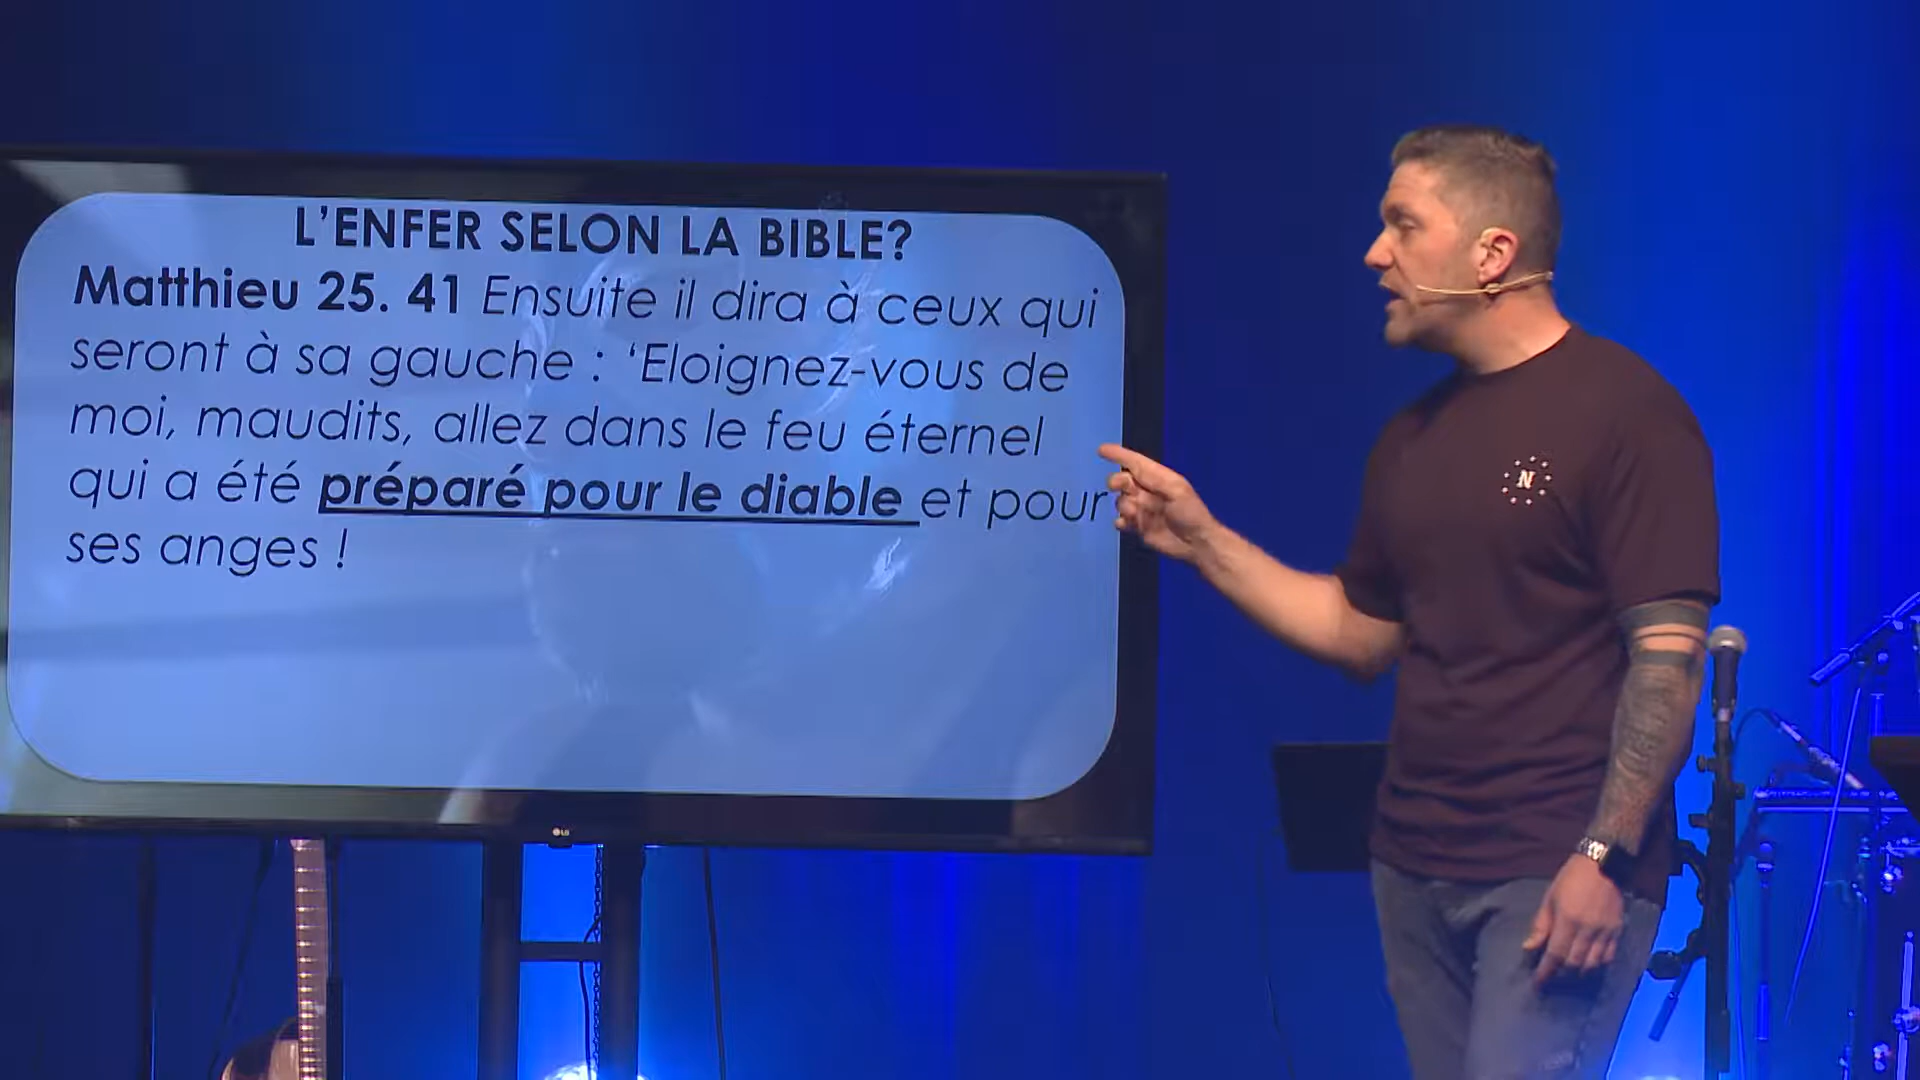 L'ENFER SELON LA BIBLE?
Matthieu 25. 41 Ensuite il dira à ceux qui
seront à sa gauche : ‘Eloignez-vous de
moi, maudits, allez dans le feu éternel
qui a été préparé pour le diable et pour
ses anges !
LG
N